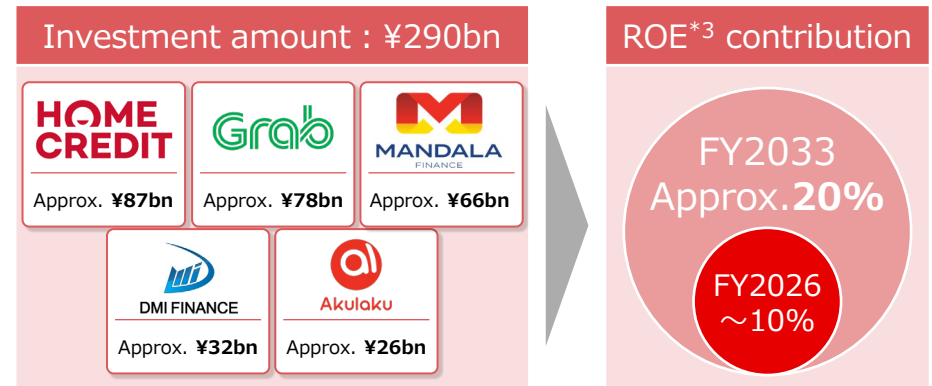 Investment amount : ¥290bn
ROE*3 contribution
HOME
CREDIT
Approx. ¥87bn
Grab
Approx. ¥78bn
MANDALA
FINANCE
Approx. ¥66bn
DMI FINANCE
Approx. ¥32bn
Akulaku
Approx. ¥26bn
FY2033
Approx.20%
FY2026
～10%